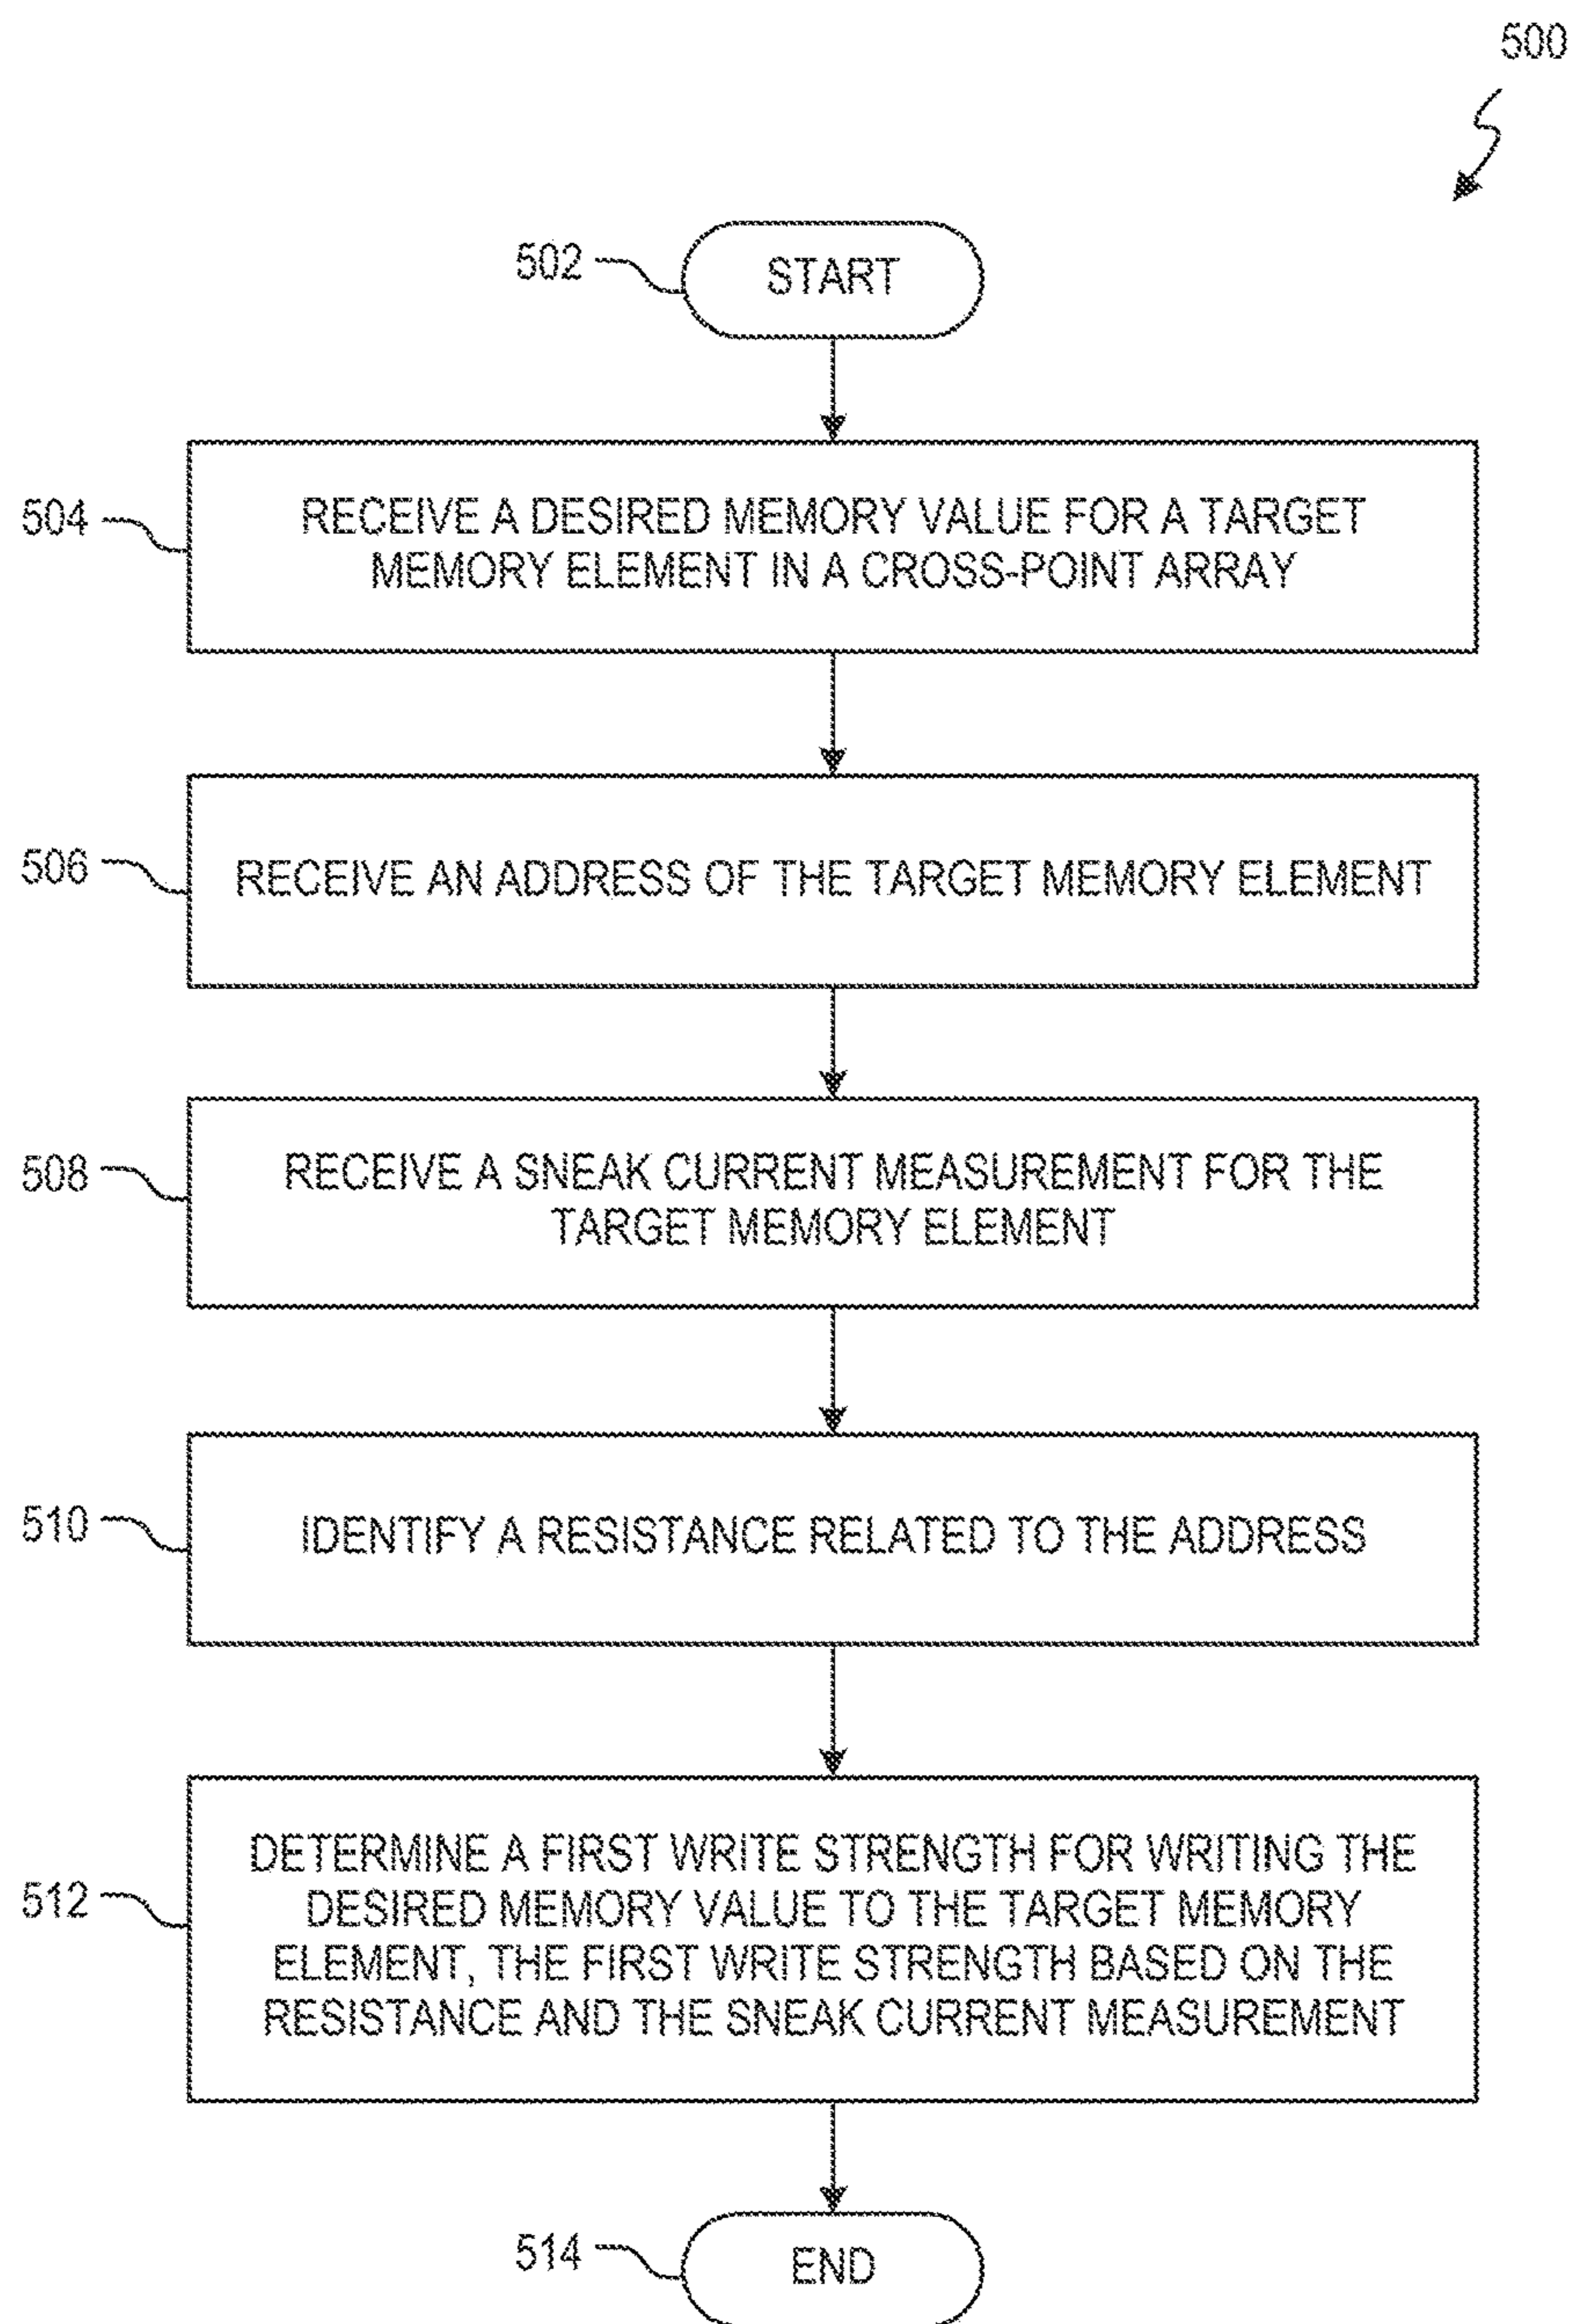 500
502
START
504
RECEIVE A DESIRED MEMORY VALUE FOR A TARGET
MEMORY ELEMENT IN A CROSS-POINT ARRAY
506
RECEIVE AN ADDRESS OF THE TARGET MEMORY ELEMENT
508
RECEIVE A SNEAK CURRENT MEASUREMENT FOR THE
TARGET MEMORY ELEMENT
510
IDENTIFY A RESISTANCE RELATED TO THE ADDRESS
512
DETERMINE A FIRST WRITE STRENGTH FOR WRITING THE
DESIRED MEMORY VALUE TO THE TARGET MEMORY
ELEMENT, THE FIRST WRITE STRENGTH BASED ON THE
RESISTANCE AND THE SNEAK CURRENT MEASUREMENT
514
END